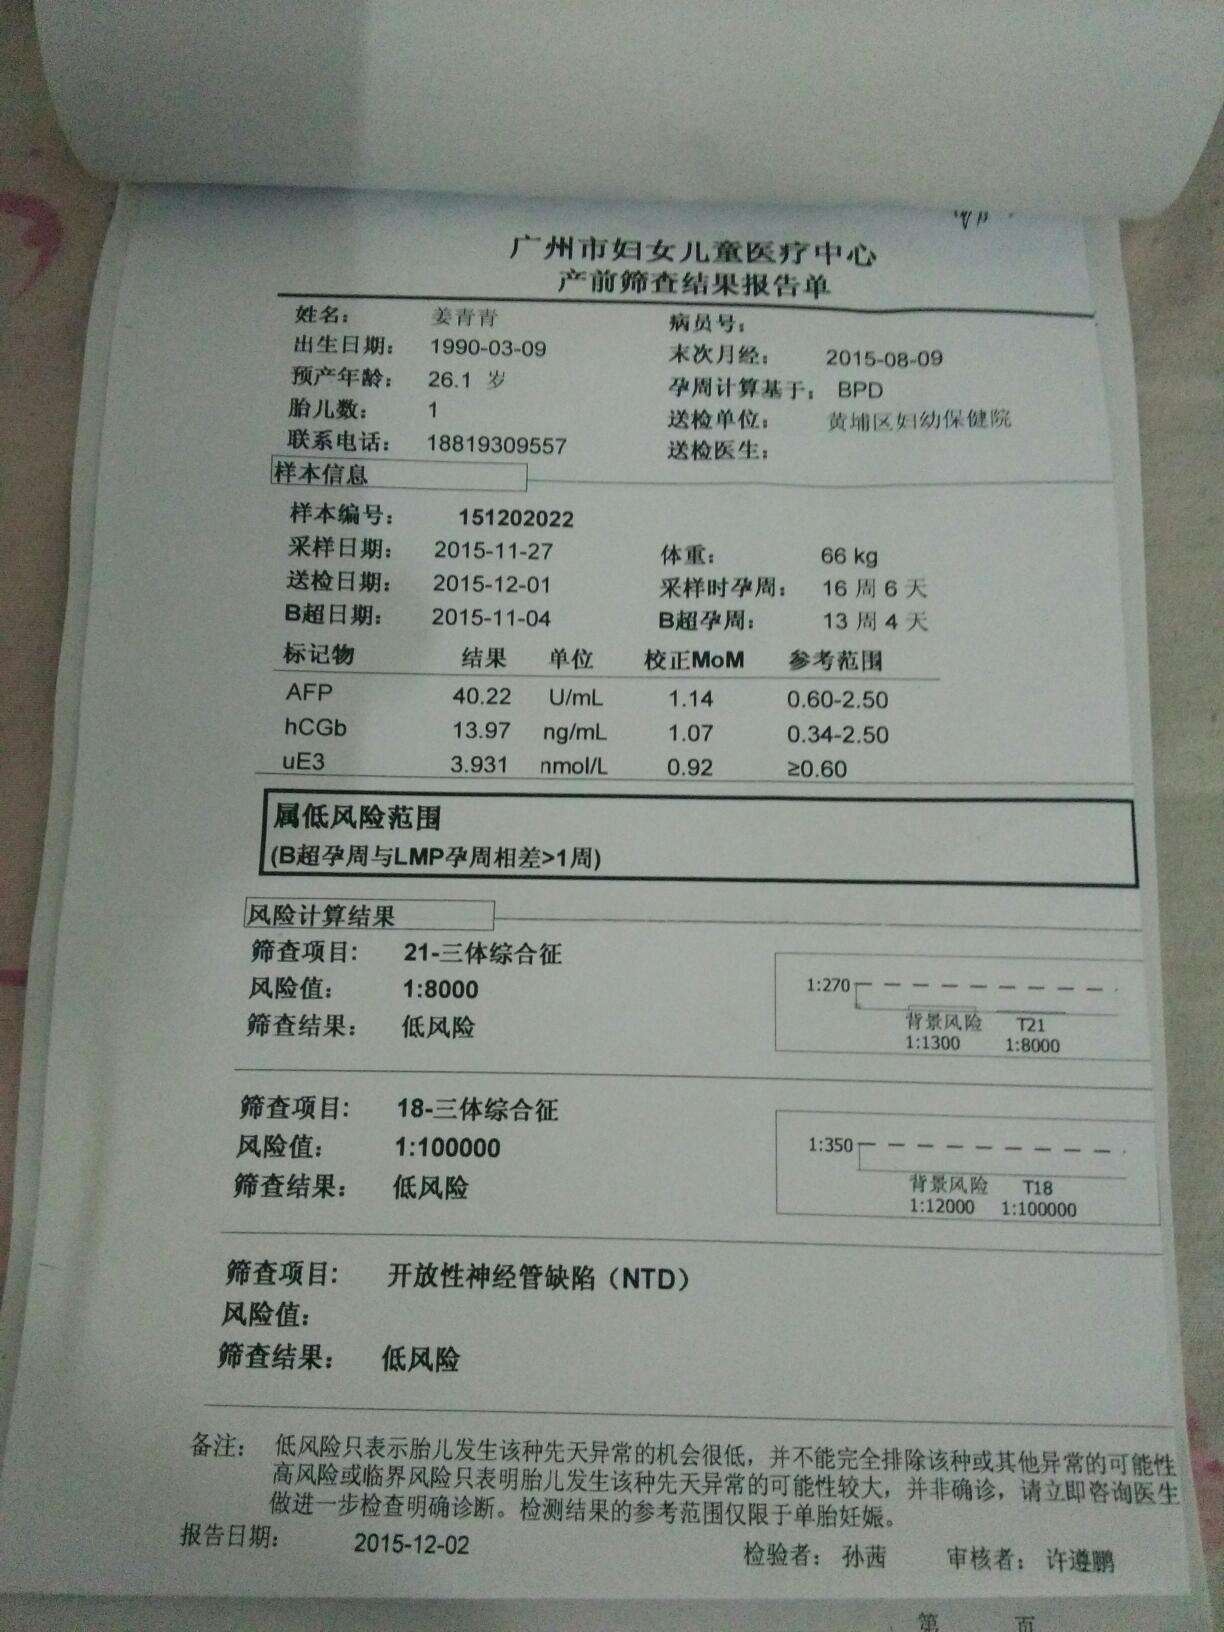 广州市妇女儿童医疗中心
产前筛查结果报告单
姓名： 姜青青 病员号：
出生日期： 1990-03-09 末次月经： 2015-08-09
预产年龄： 26.1 岁 孕周计算基于： BPD
胎儿数： 1 送检单位： 黄埔区妇幼保健院
联系电话： 18819309557 送检医生：
样本信息
样本编号： 151202022
采样日期： 2015-11-27 体重： 66 kg
送检日期： 2015-12-01 采样时孕周： 16 周 6 天
B超日期： 2015-11-04 B超孕周： 13 周 4 天
标记物 结果 单位 校正MoM 参考范围
AFP 40.22 U/mL 1.14 0.60-2.50
hCGb 13.97 ng/mL 1.07 0.34-2.50
uE3 3.931 nmol/L 0.92 ≥0.60
属低风险范围
(B超孕周与LMP孕周相差>1周)
风险计算结果
筛查项目: 21-三体综合征
风险值： 1:8000
筛查结果： 低风险
1:270
背景风险 T21
1:1300 1:8000
筛查项目: 18-三体综合征
风险值： 1:100000
筛查结果： 低风险
1:350
背景风险 T18
1:12000 1:100000
筛查项目: 开放性神经管缺陷（NTD）
风险值：
筛查结果： 低风险
备注： 低风险只表示胎儿发生该种先天异常的机会很低，并不能完全排除该种或其他异常的可能性
高风险或临界风险只表明胎儿发生该种先天异常的可能性较大，并非确诊，请立即咨询医生
做进一步检查明确诊断。检测结果的参考范围仅限于单胎妊娠。
报告日期： 2015-12-02 检验者： 孙茜 审核者： 许遵鹏
第 页